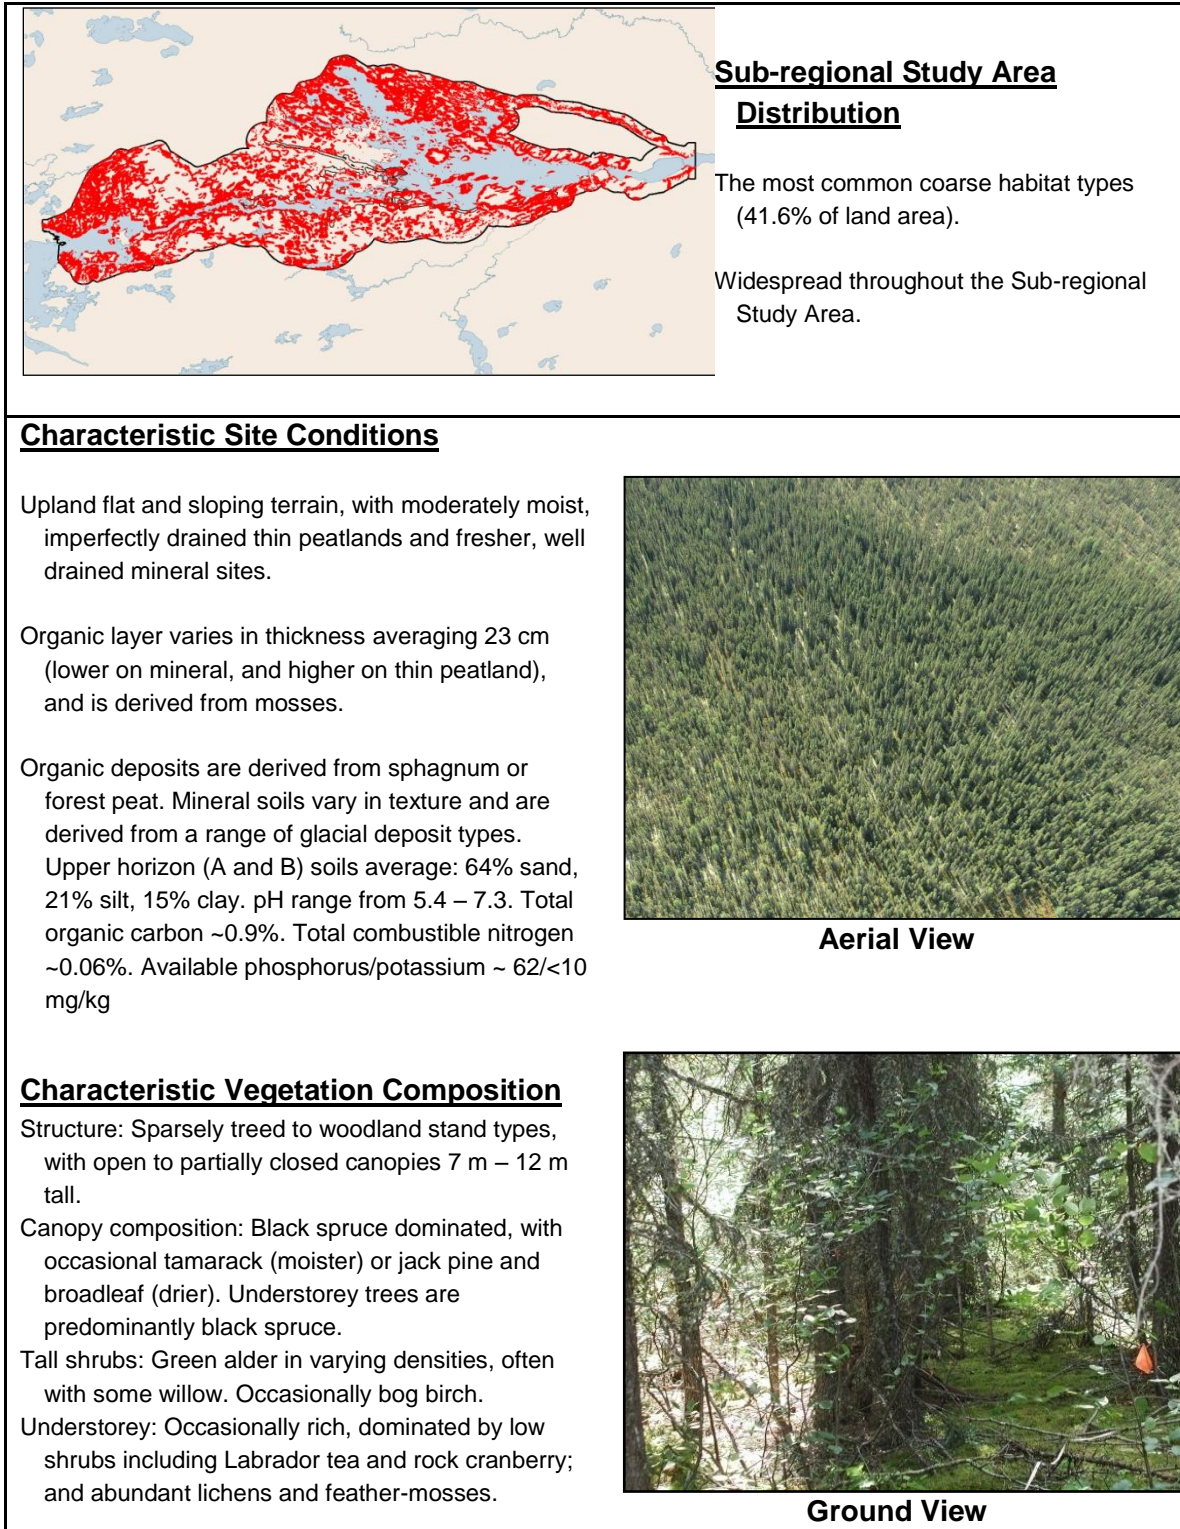 Sub-regional Study Area
Distribution
The most common coarse habitat types
(41.6% of land area).
Widespread throughout the Sub-regional
Study Area.
Characteristic Site Conditions
Upland flat and sloping terrain, with moderately moist,
imperfectly drained thin peatlands and fresher, well
drained mineral sites.
Organic layer varies in thickness averaging 23 cm
(lower on mineral, and higher on thin peatland),
and is derived from mosses.
Organic deposits are derived from sphagnum or
forest peat. Mineral soils vary in texture and are
derived from a range of glacial deposit types.
Upper horizon (A and B) soils average: 64% sand,
21% silt, 15% clay. pH range from 5.4 – 7.3. Total
organic carbon ~0.9%. Total combustible nitrogen
~0.06%. Available phosphorus/potassium ~ 62/<10
mg/kg
Aerial View
Characteristic Vegetation Composition
Structure: Sparsely treed to woodland stand types,
with open to partially closed canopies 7 m – 12 m
tall.
Canopy composition: Black spruce dominated, with
occasional tamarack (moister) or jack pine and
broadleaf (drier). Understorey trees are
predominantly black spruce.
Tall shrubs: Green alder in varying densities, often
with some willow. Occasionally bog birch.
Understorey: Occasionally rich, dominated by low
shrubs including Labrador tea and rock cranberry;
and abundant lichens and feather-mosses.
Ground View